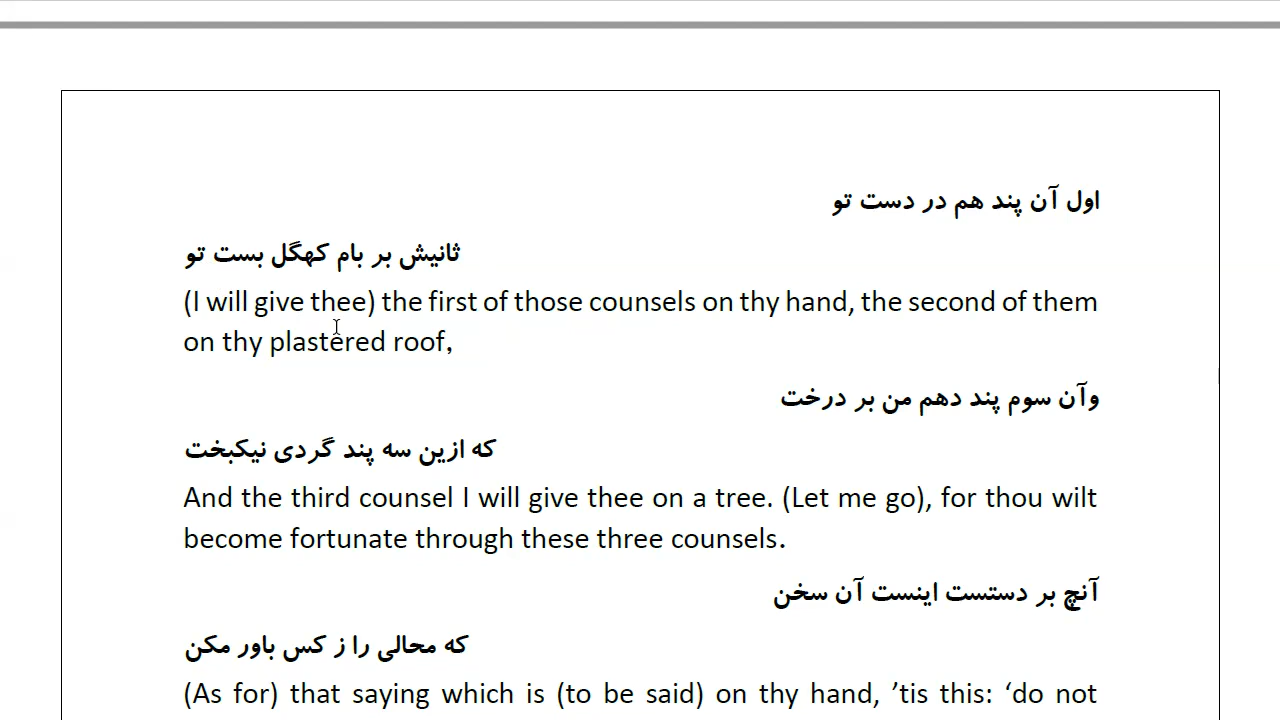 اول آن پند هم در دست تو
ثانیش بر بام کهگل بست تو
(I will give thee) the first of those counsels on thy hand, the second of them
on thy plastered roof,
وآن سوم پند دهم من بر درخت
که ازین سه پند گردی نیکبخت
And the third counsel I will give thee on a tree. (Let me go), for thou wilt
become fortunate through these three counsels.
آنچ بر دستست اینست آن سخن
که محالی را ز کس باور مکن
(As for) that saying which is (to be said) on thy hand, ’tis this: ‘do not